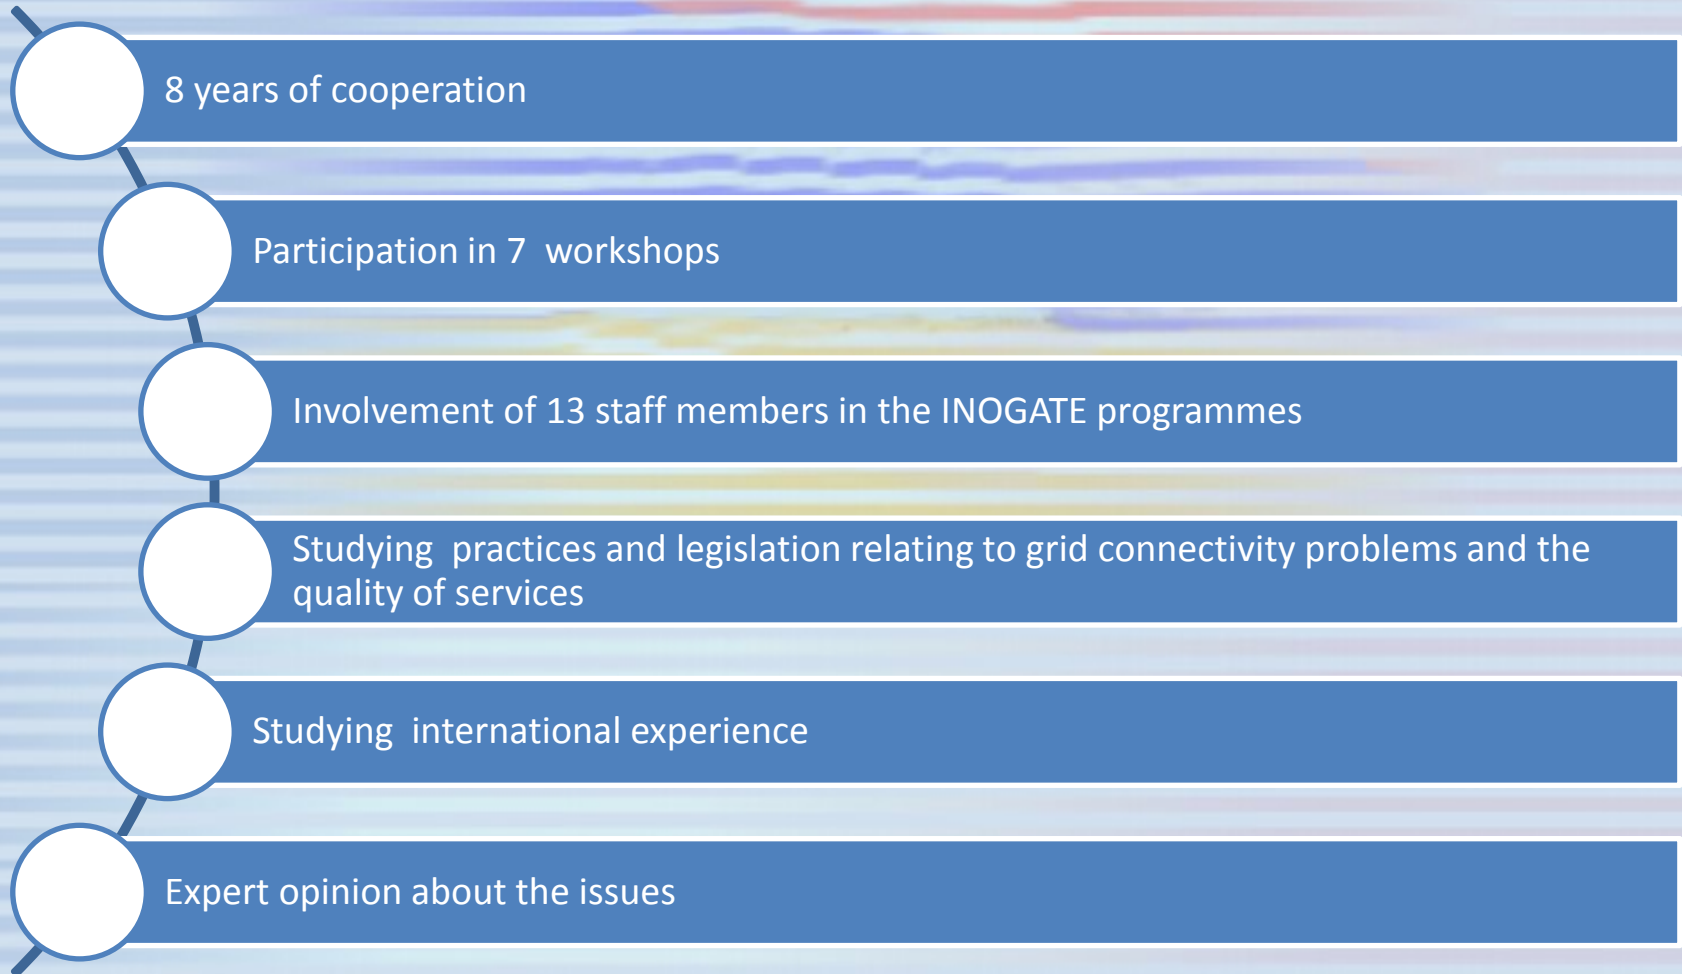 8 years of cooperation
Participation in 7  workshops
Involvement of 13 staff members in the INOGATE programmes
Studying  practices and legislation relating to grid connectivity problems and the
quality of services
Studying  international experience
Expert opinion about the issues